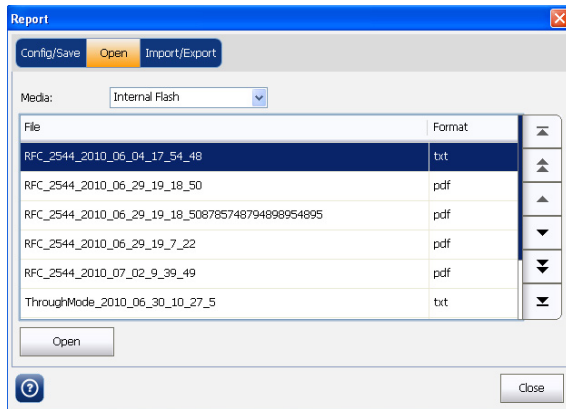 Report
Config/Save Open Import/Export
Media: Internal Flash
File Format
RFC_2544_2010_06_04_17_54_48 txt
RFC_2544_2010_06_29_19_18_50 pdf
RFC_2544_2010_06_29_19_18_508785748794898954895 pdf
RFC_2544_2010_06_29_19_7_22 pdf
RFC_2544_2010_07_02_9_39_49 pdf
ThroughMode_2010_06_30_10_27_5 txt
Open
? Close